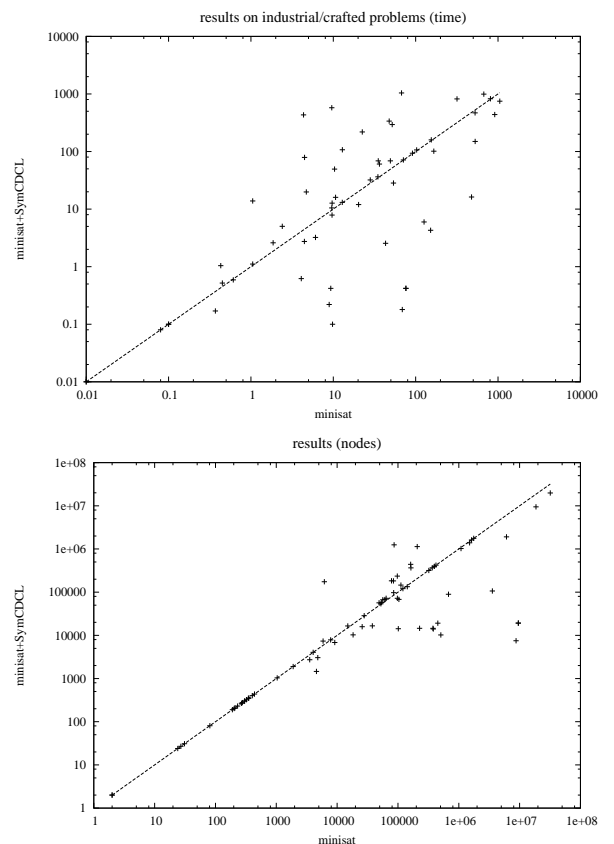 results on industrial/crafted problems (time)
10000
1000
100
10
1
0.1
0.01
minisat+SymCDCL
0.01 0.1 1 10 100 1000 10000
minisat
results (nodes)
1e+08
1e+07
1e+06
100000
10000
1000
100
10
1
minisat+SymCDCL
1 10 100 1000 10000 100000 1e+06 1e+07 1e+08
minisat